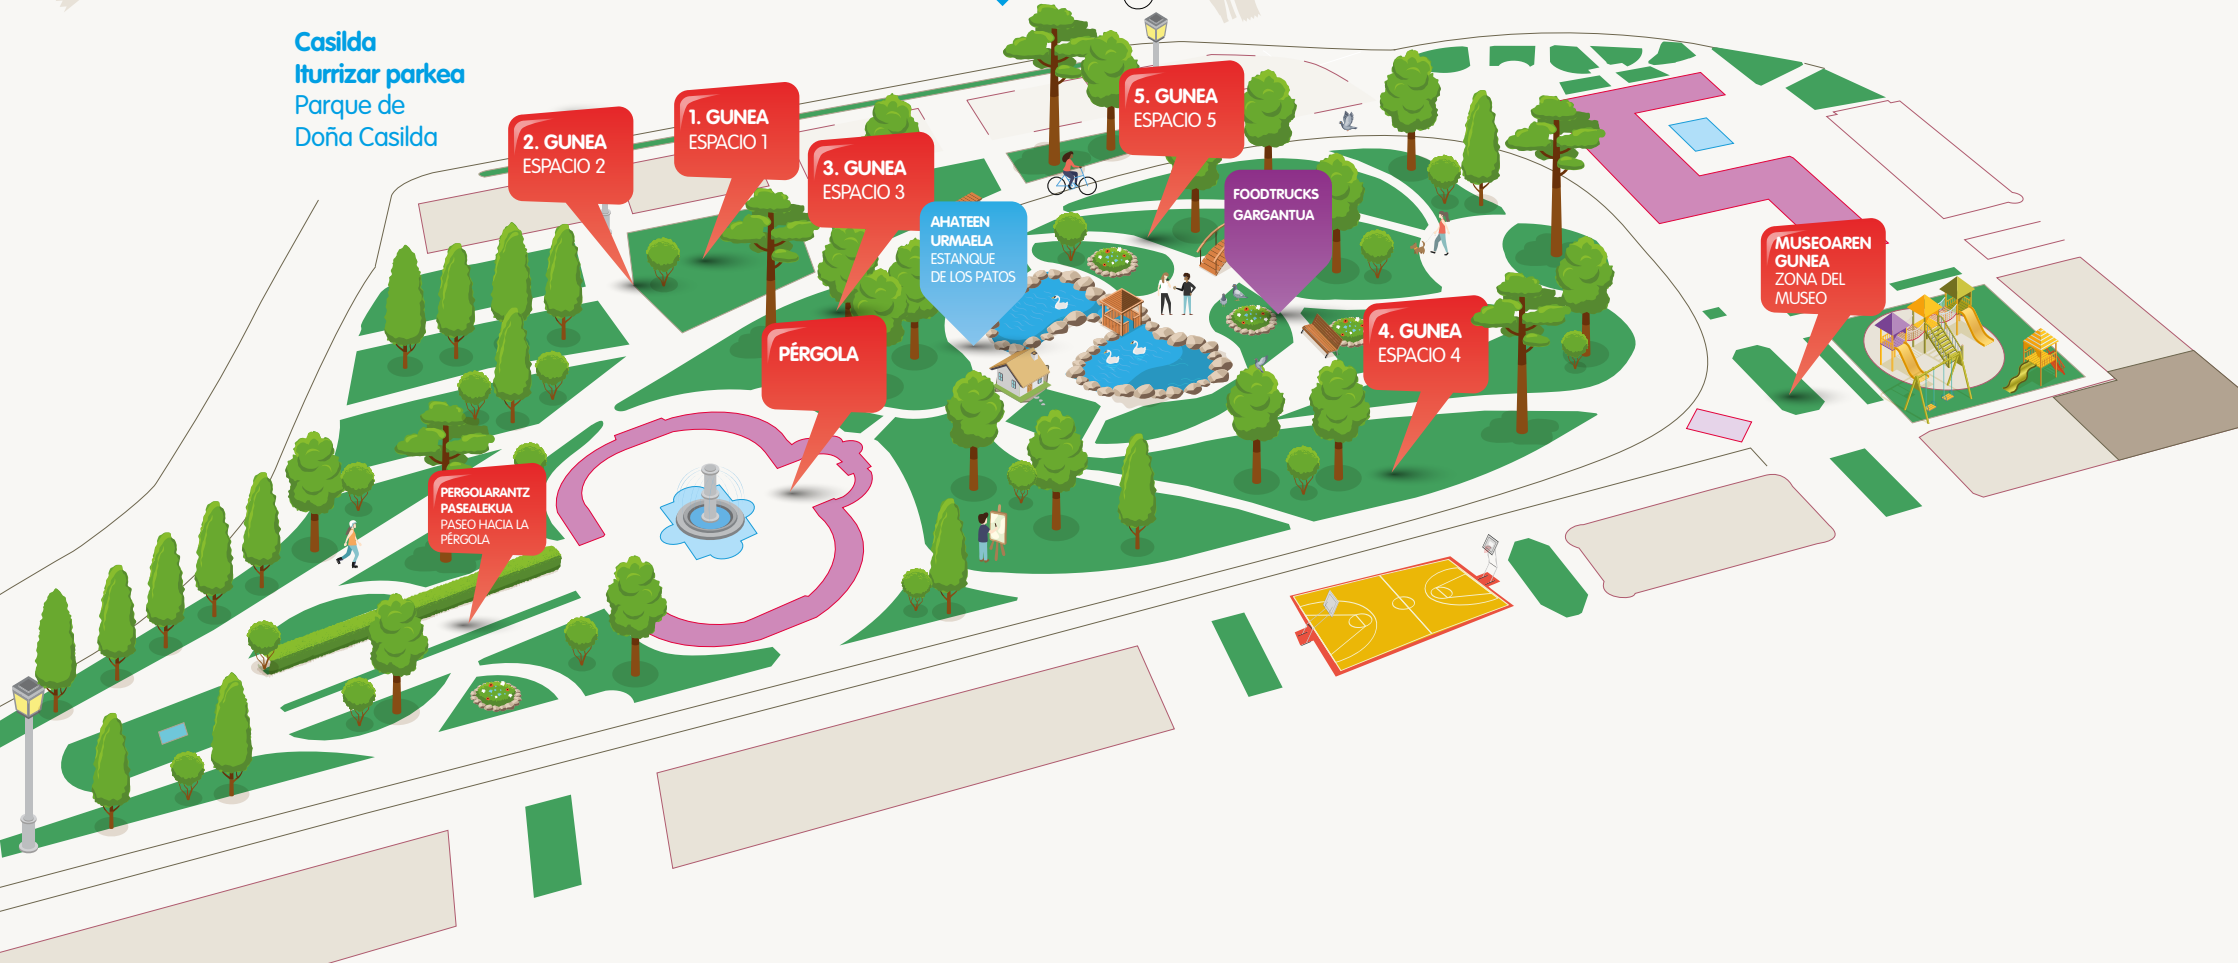 Casilda
Iturrizar parkea
Parque de
Doña Casilda
2. GUNEA
ESPACIO 2
1. GUNEA
ESPACIO 1
3. GUNEA
ESPACIO 3
AHATEEN
URMAELA
ESTANQUE
DE LOS PATOS
5. GUNEA
ESPACIO 5
FOODTRUCKS
GARGANTUA
4. GUNEA
ESPACIO 4
MUSEOAREN
GUNEA
ZONA DEL
MUSEO
PÉRGOLA
PERGOLARANTZ
PASEALEKUA
PASEO HACIA LA
PÉRGOLA